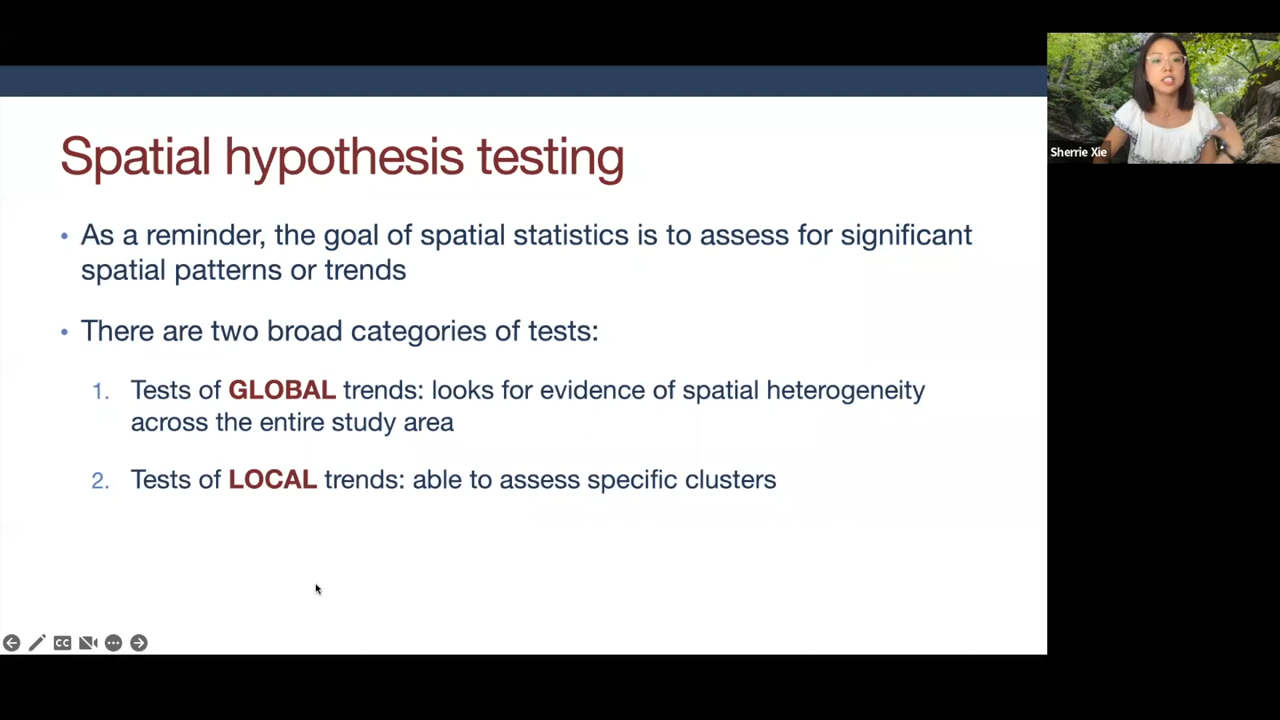 Spatial hypothesis testing
• As a reminder, the goal of spatial statistics is to assess for significant
spatial patterns or trends
• There are two broad categories of tests:
1. Tests of GLOBAL trends: looks for evidence of spatial heterogeneity
across the entire study area
2. Tests of LOCAL trends: able to assess specific clusters
CC
Sherrie Xie